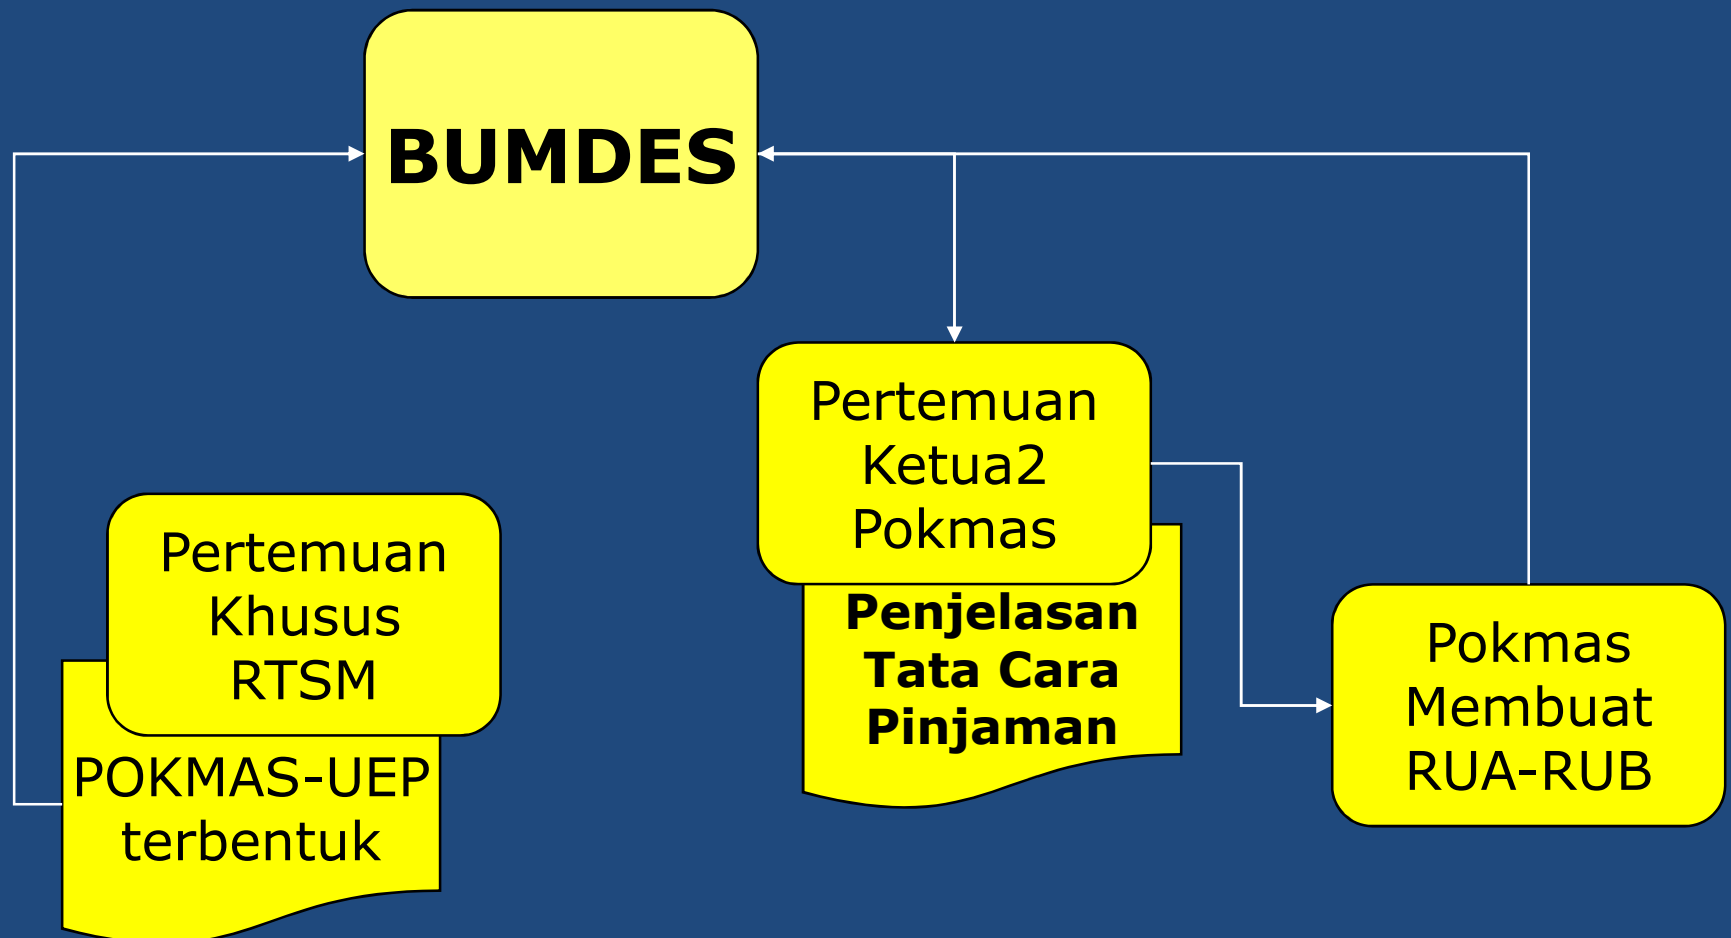 BUMDES
Pertemuan
Khusus
RTSM
POKMAS-UEP
terbentuk
Pertemuan
Ketua2
Pokmas
Penjelasan
Tata Cara
Pinjaman
Pokmas
Membuat
RUA-RUB